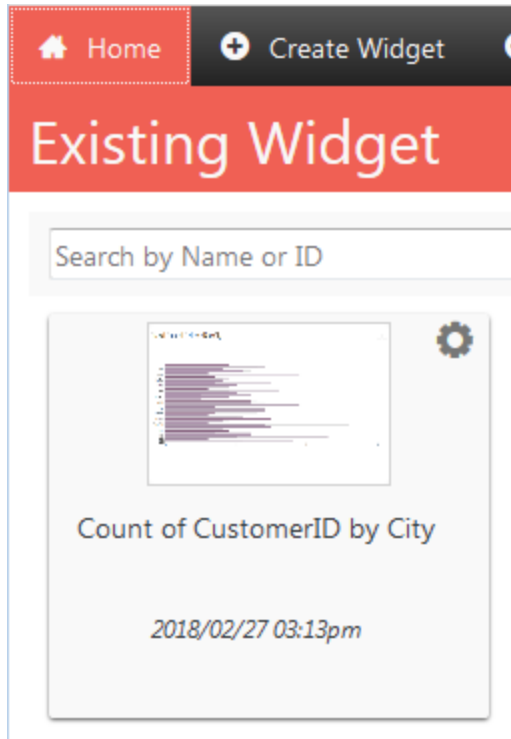 Home Create Widget
Existing Widget
Search by Name or ID
Count of CustomerID by City
2018/02/27 03:13pm